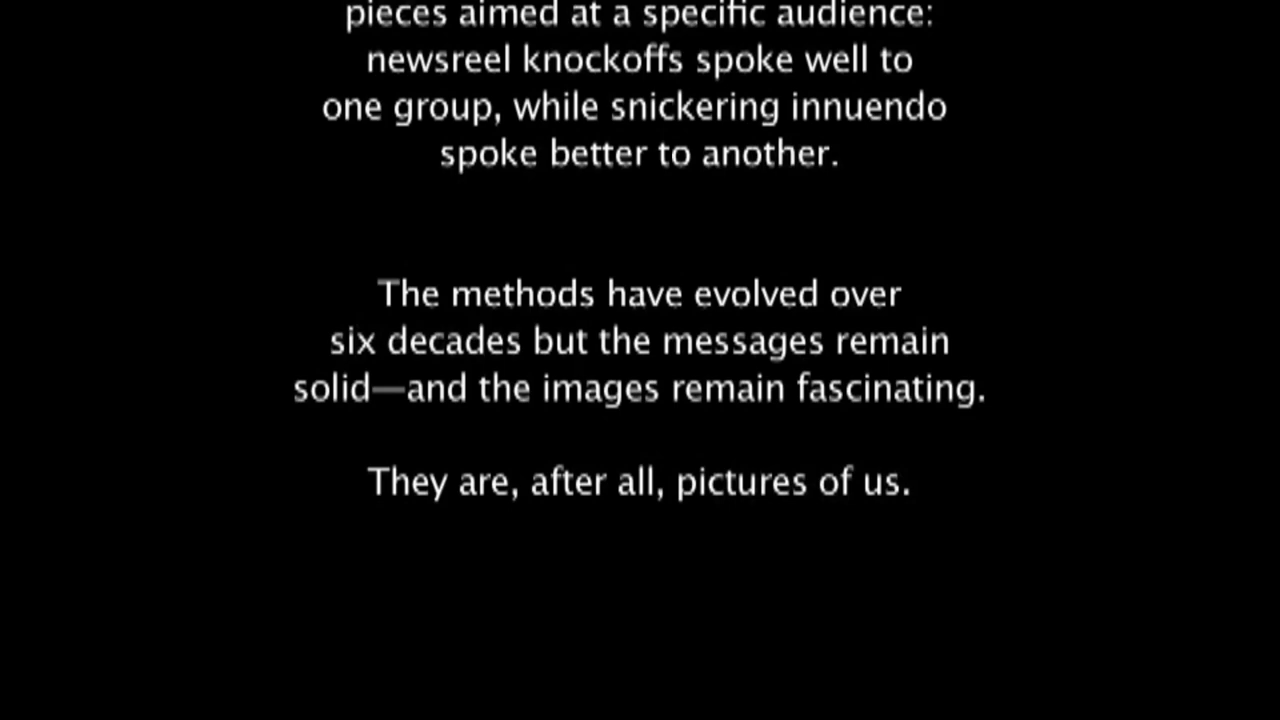 pieces aimed at a specific audience:
newsreel knockoffs spoke well to
one group, while snickering innuendo
spoke better to another.
The methods have evolved over
six decades but the messages remain
solid—and the images remain fascinating.
They are, after all, pictures of us.